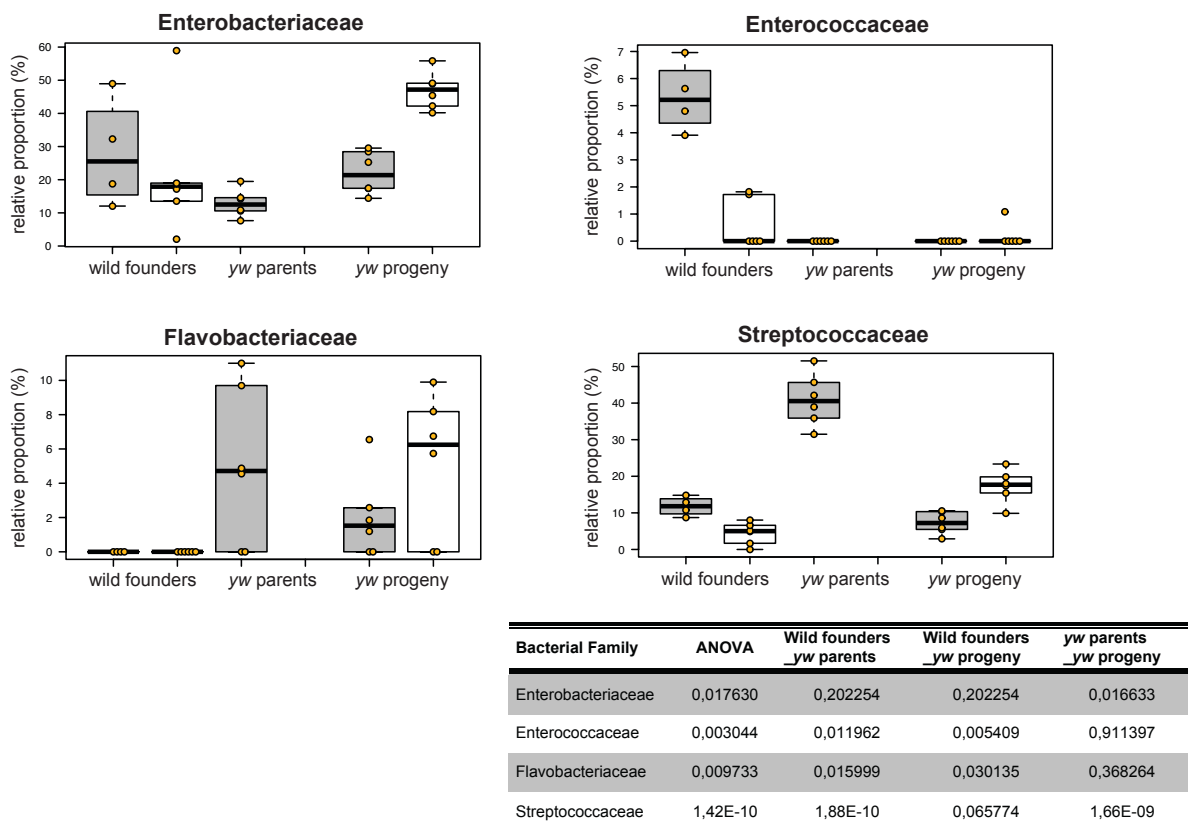 Enterobacteriaceae
relative proportion (%)
60
50
40
30
20
10
0
wild founders yw parents yw progeny
Enterococcaceae
relative proportion (%)
7
6
5
4
3
2
1
0
wild founders yw parents yw progeny
Flavobacteriaceae
relative proportion (%)
10
8
6
4
2
0
wild founders yw parents yw progeny
Streptococcaceae
relative proportion (%)
50
40
30
20
10
0
wild founders yw parents yw progeny
Bacterial Family ANOVA Wild founders Wild founders yw parents
_yw parents _yw progeny _yw progeny
Enterobacteriaceae 0,017630 0,202254 0,202254 0,016633
Enterococcaceae 0,003044 0,011962 0,005409 0,911397
Flavobacteriaceae 0,009733 0,015999 0,030135 0,368264
Streptococcaceae 1,42E-10 1,88E-10 0,065774 1,66E-09